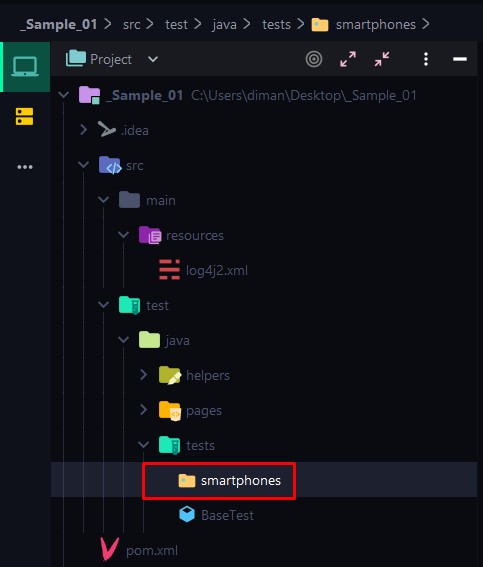 _Sample_01 > src > test > java > tests > smartphones >
Project
_Sample_01 C:\Users\diman\Desktop\_Sample_01
.idea
src
main
resources
log4j2.xml
test
java
helpers
pages
tests
smartphones
BaseTest
pom.xml